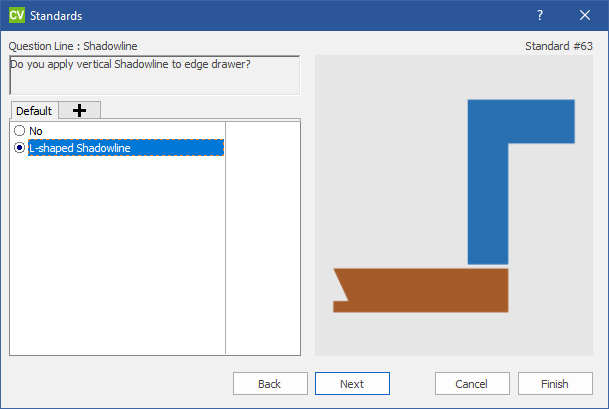 CV Standards ?
Question Line : Shadowline
Standard #63
Do you apply vertical Shadowline to edge drawer?
Default
No
L-shaped Shadowline
Back Next Cancel Finish